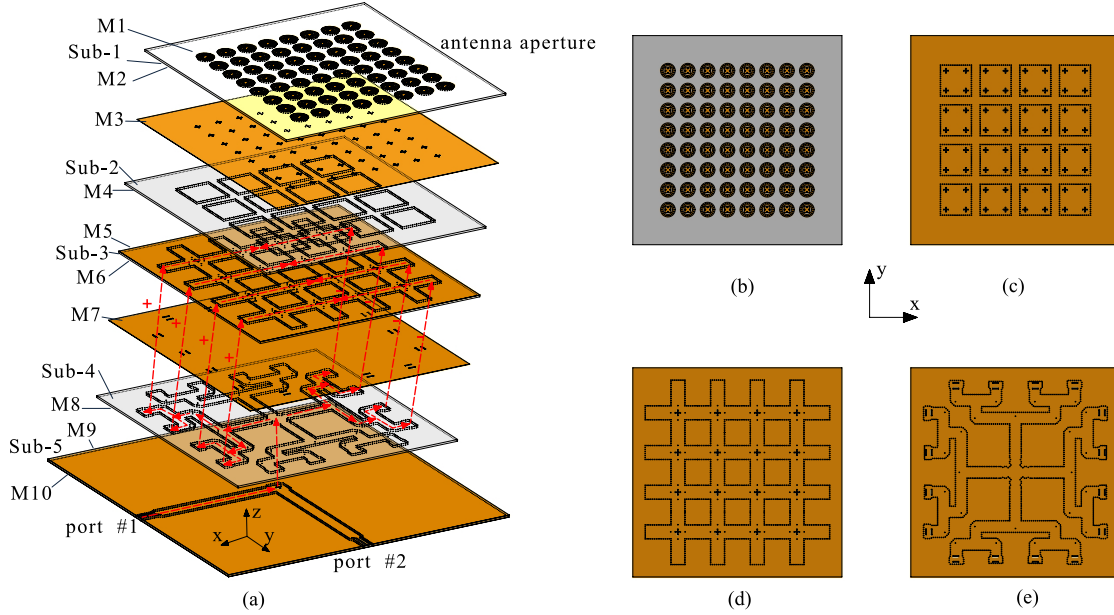 M1
Sub-1
M2
antenna aperture
M3
Sub-2
M4
M5
Sub-3
M6
M7
Sub-4
M8
M9
Sub-5
M10
port #1
port #2
z
x
y
+
+
+
+
-
-
-
-
(a)
(b)
(c)
y
x
(d)
(e)